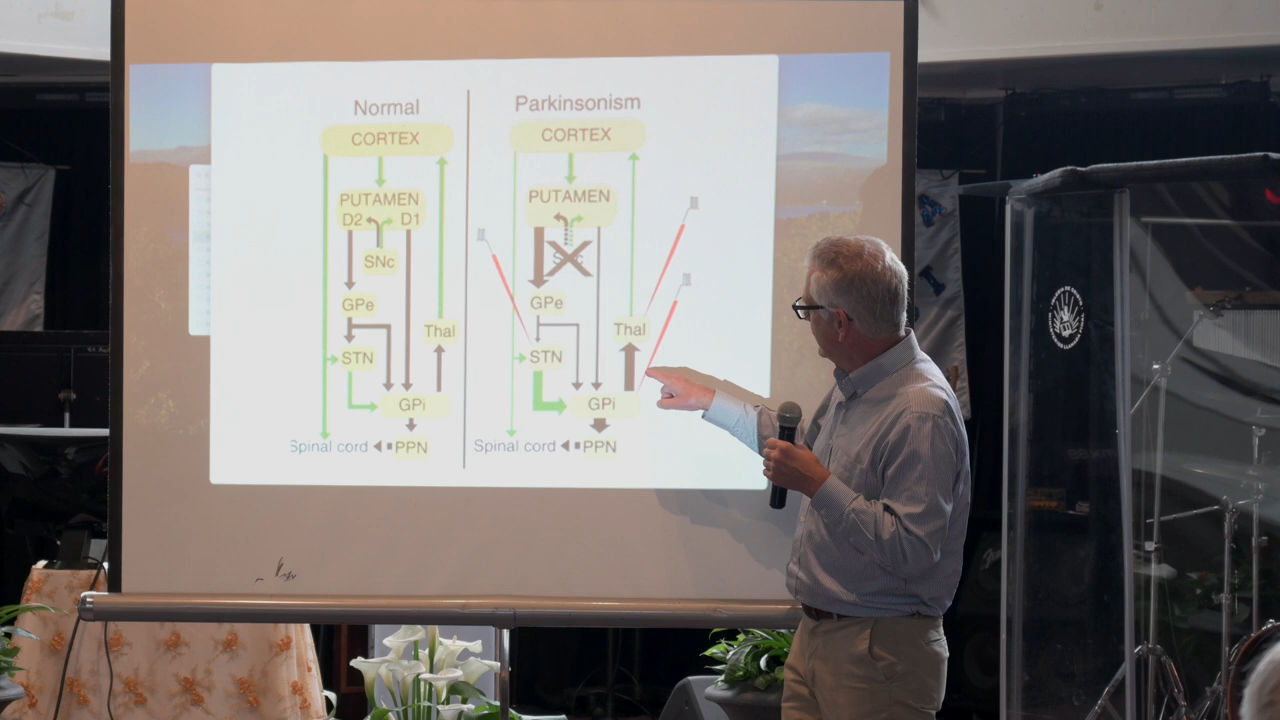 Normal
CORTEX
PUTAMEN
D2 D1
SNc
GPe
Thal
STN
GPi
Spinal cord PPN
Parkinsonism
CORTEX
PUTAMEN
GPe
Thal
STN
GPi
Spinal cord PPN